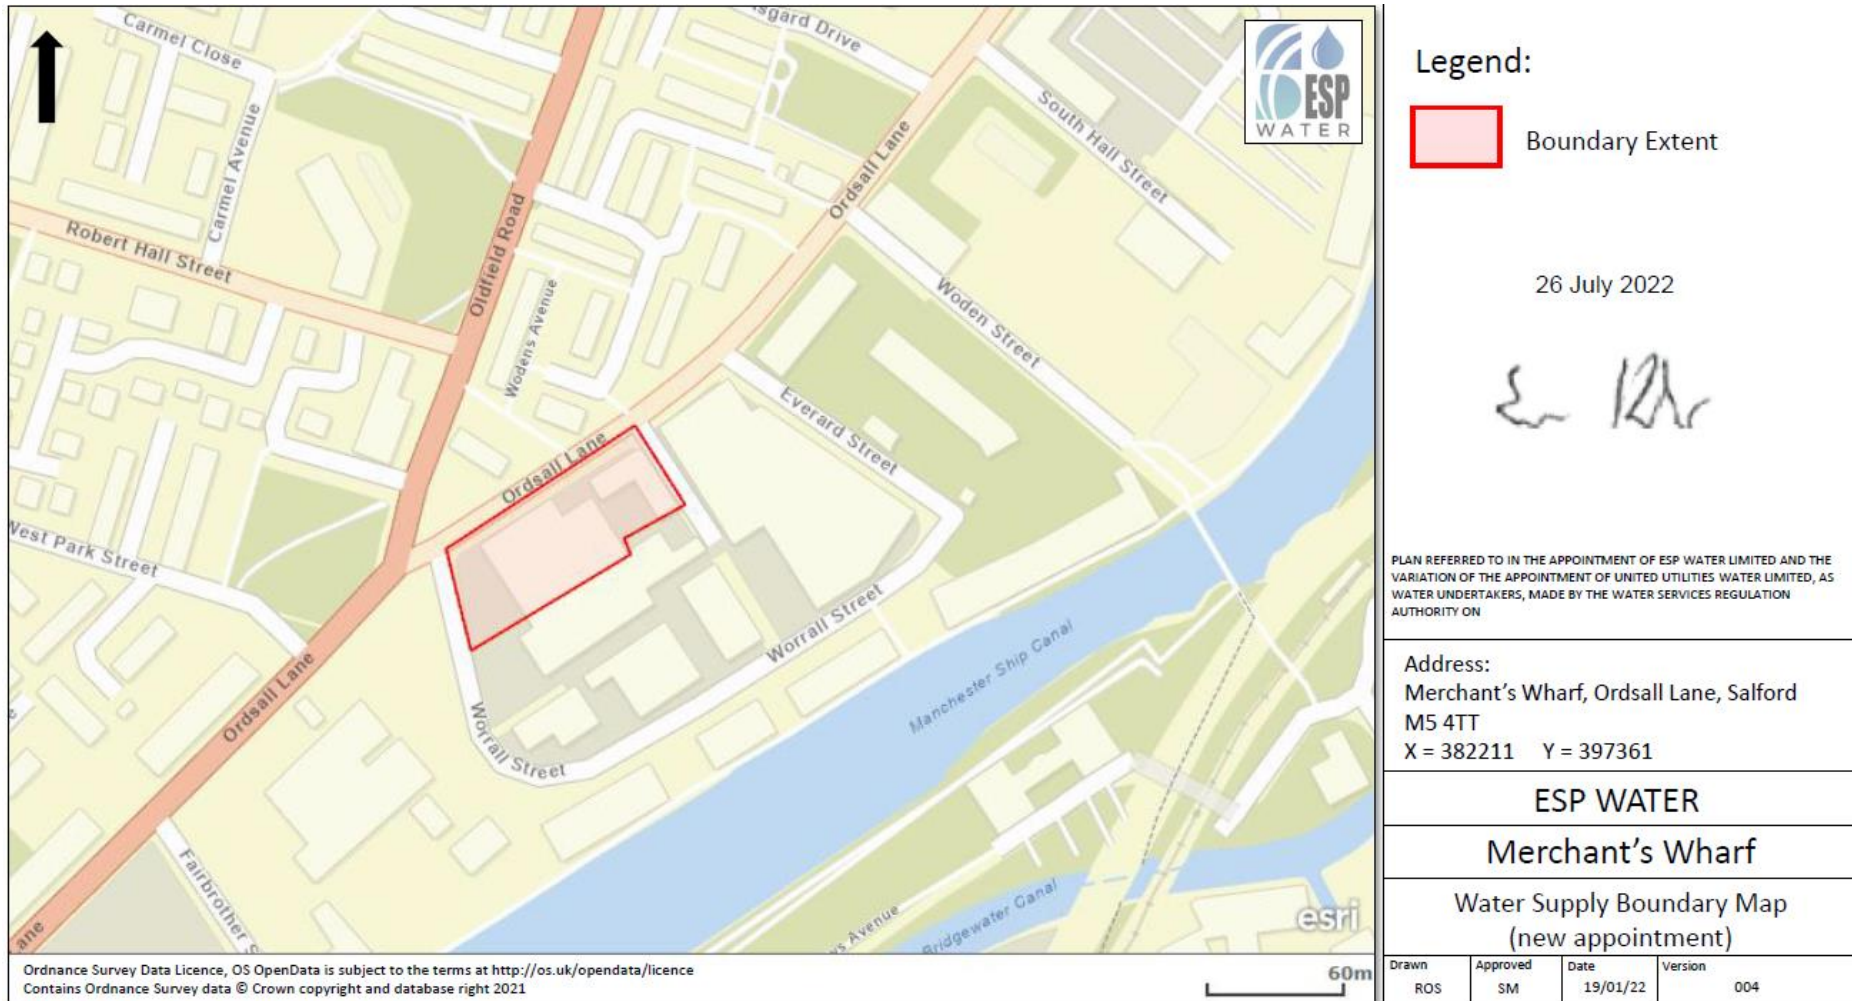 Carmel Close
sgard Drive
ESP
WATER
Carmel Avenue
South Hall Street
Ordsall Lane
Robert Hall Street
Oldfield Road
Wodens Avenue
Woden Street
Everard Street
Ordsall Lane
West Park Street
Worrall Street
Manchester Ship Canal
Ordsall Lane
Worrall Street
Fairbrother S
ane
ys Avenue
Bridgewater Canal
esri
Ordnance Survey Data Licence, OS OpenData is subject to the terms at http://os.uk/opendata/licence
Contains Ordnance Survey data © Crown copyright and database right 2021
60m
Legend:
Boundary Extent
26 July 2022
PLAN REFERRED TO IN THE APPOINTMENT OF ESP WATER LIMITED AND THE
VARIATION OF THE APPOINTMENT OF UNITED UTILITIES WATER LIMITED, AS
WATER UNDERTAKERS, MADE BY THE WATER SERVICES REGULATION
AUTHORITY ON
Address:
Merchant's Wharf, Ordsall Lane, Salford
M5 4TT
X = 382211 Y = 397361
ESP WATER
Merchant's Wharf
Water Supply Boundary Map
(new appointment)
Drawn Approved Date Version
ROS SM 19/01/22 004